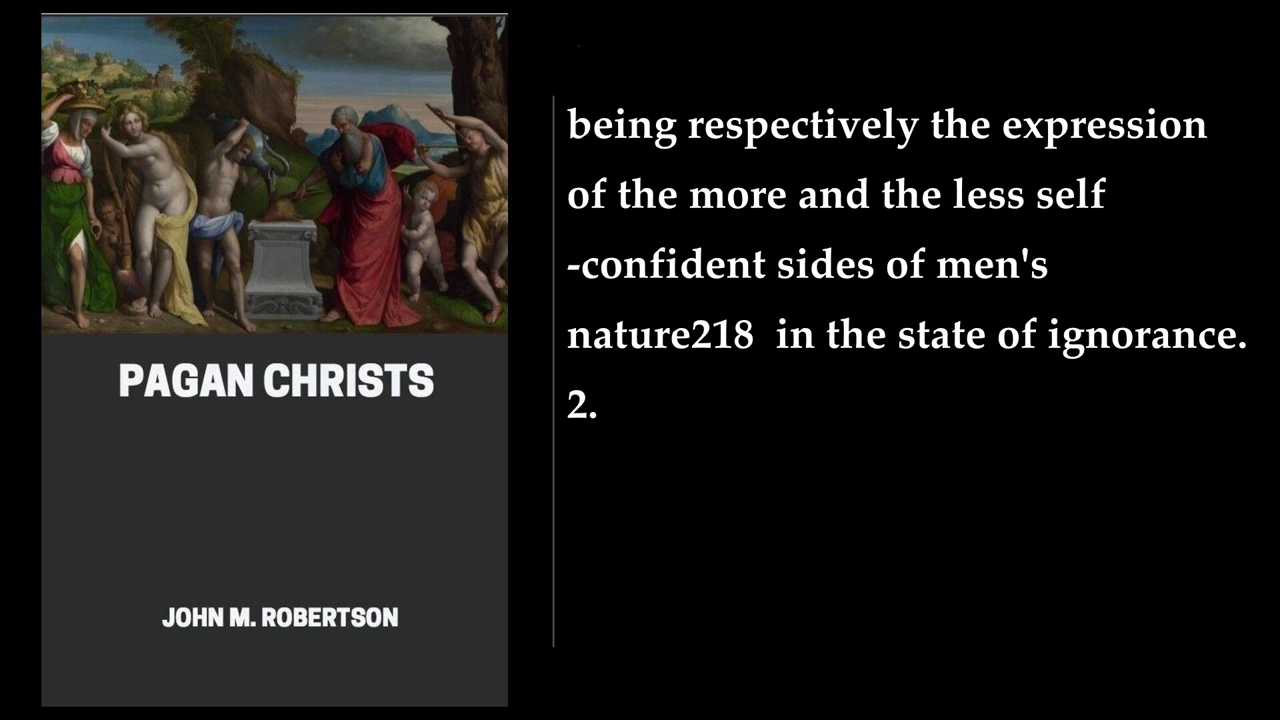 PAGAN CHRISTS
JOHN M. ROBERTSON
being respectively the expression
of the more and the less self
-confident sides of men's
nature218  in the state of ignorance.
2.